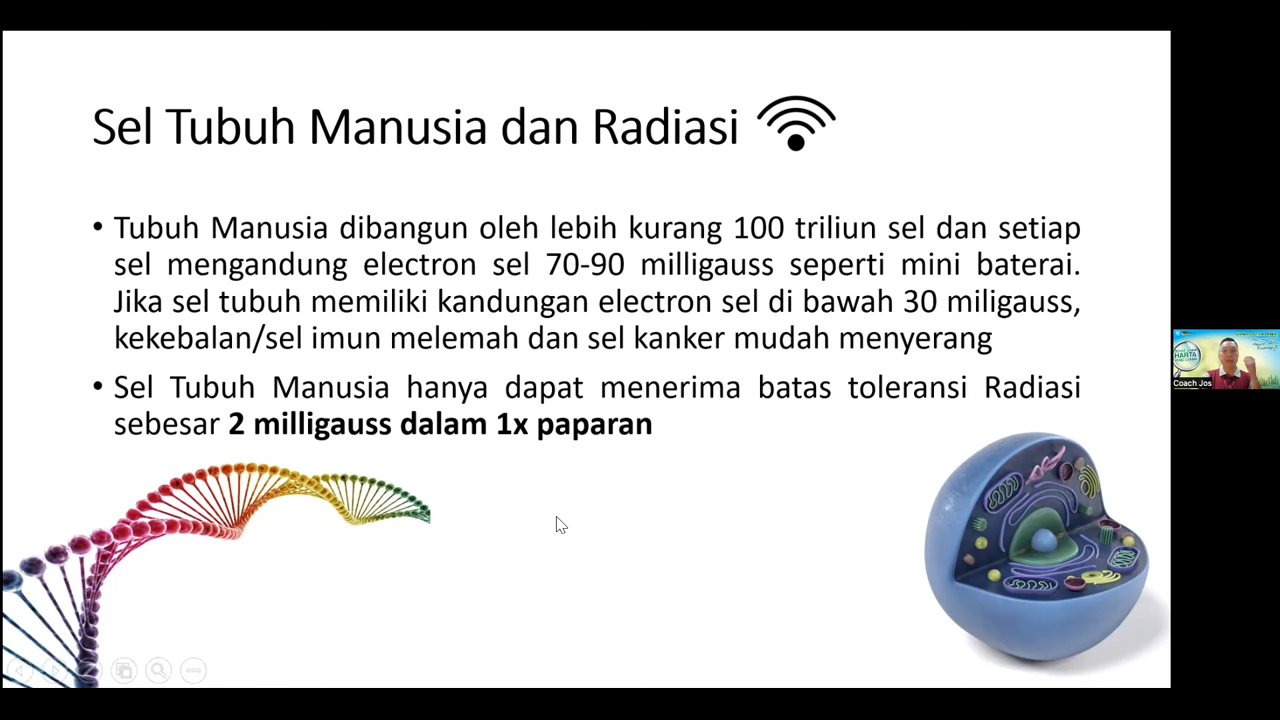 Sel Tubuh Manusia dan Radiasi
• Tubuh Manusia dibangun oleh lebih kurang 100 triliun sel dan setiap
sel mengandung electron sel 70-90 milligauss seperti mini baterai.
Jika sel tubuh memiliki kandungan electron sel di bawah 30 miligauss,
kekebalan/sel imun melemah dan sel kanker mudah menyerang
• Sel Tubuh Manusia hanya dapat menerima batas toleransi Radiasi
sebesar 2 milligauss dalam 1x paparan
HARTA
Coach Jos